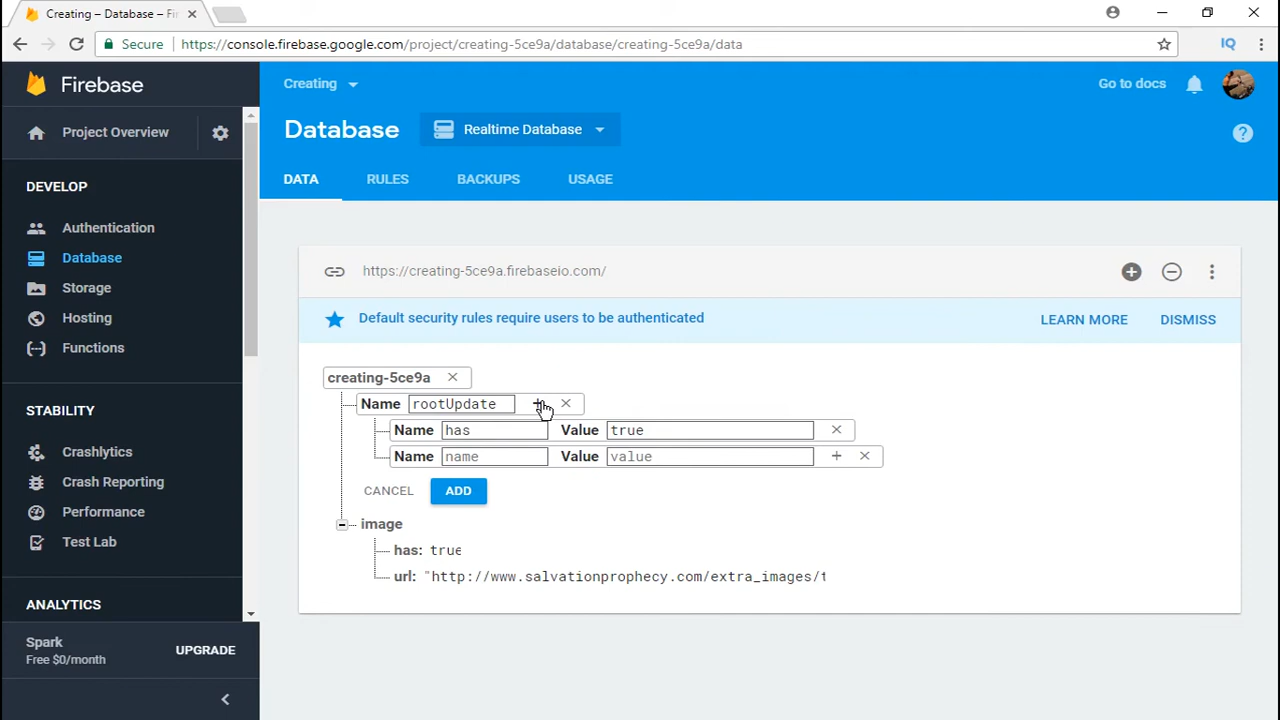 Creating – Database – Fi
Secure https://console.firebase.google.com/project/creating-5ce9a/database/creating-5ce9a/data
IQ
Firebase
Creating
Go to docs
Project Overview
Database
Realtime Database
DATA RULES BACKUPS USAGE
DEVELOP
Authentication
Database
Storage
Hosting
Functions
STABILITY
Crashlytics
Crash Reporting
Performance
Test Lab
ANALYTICS
Spark
Free $0/month
UPGRADE
https://creating-5ce9a.firebaseio.com/
Default security rules require users to be authenticated
LEARN MORE DISMISS
creating-5ce9a
Name rootUpdate
Name has Value true
Name name Value value
CANCEL ADD
image
has: true
url: "http://www.salvationprophecy.com/extra_images/t